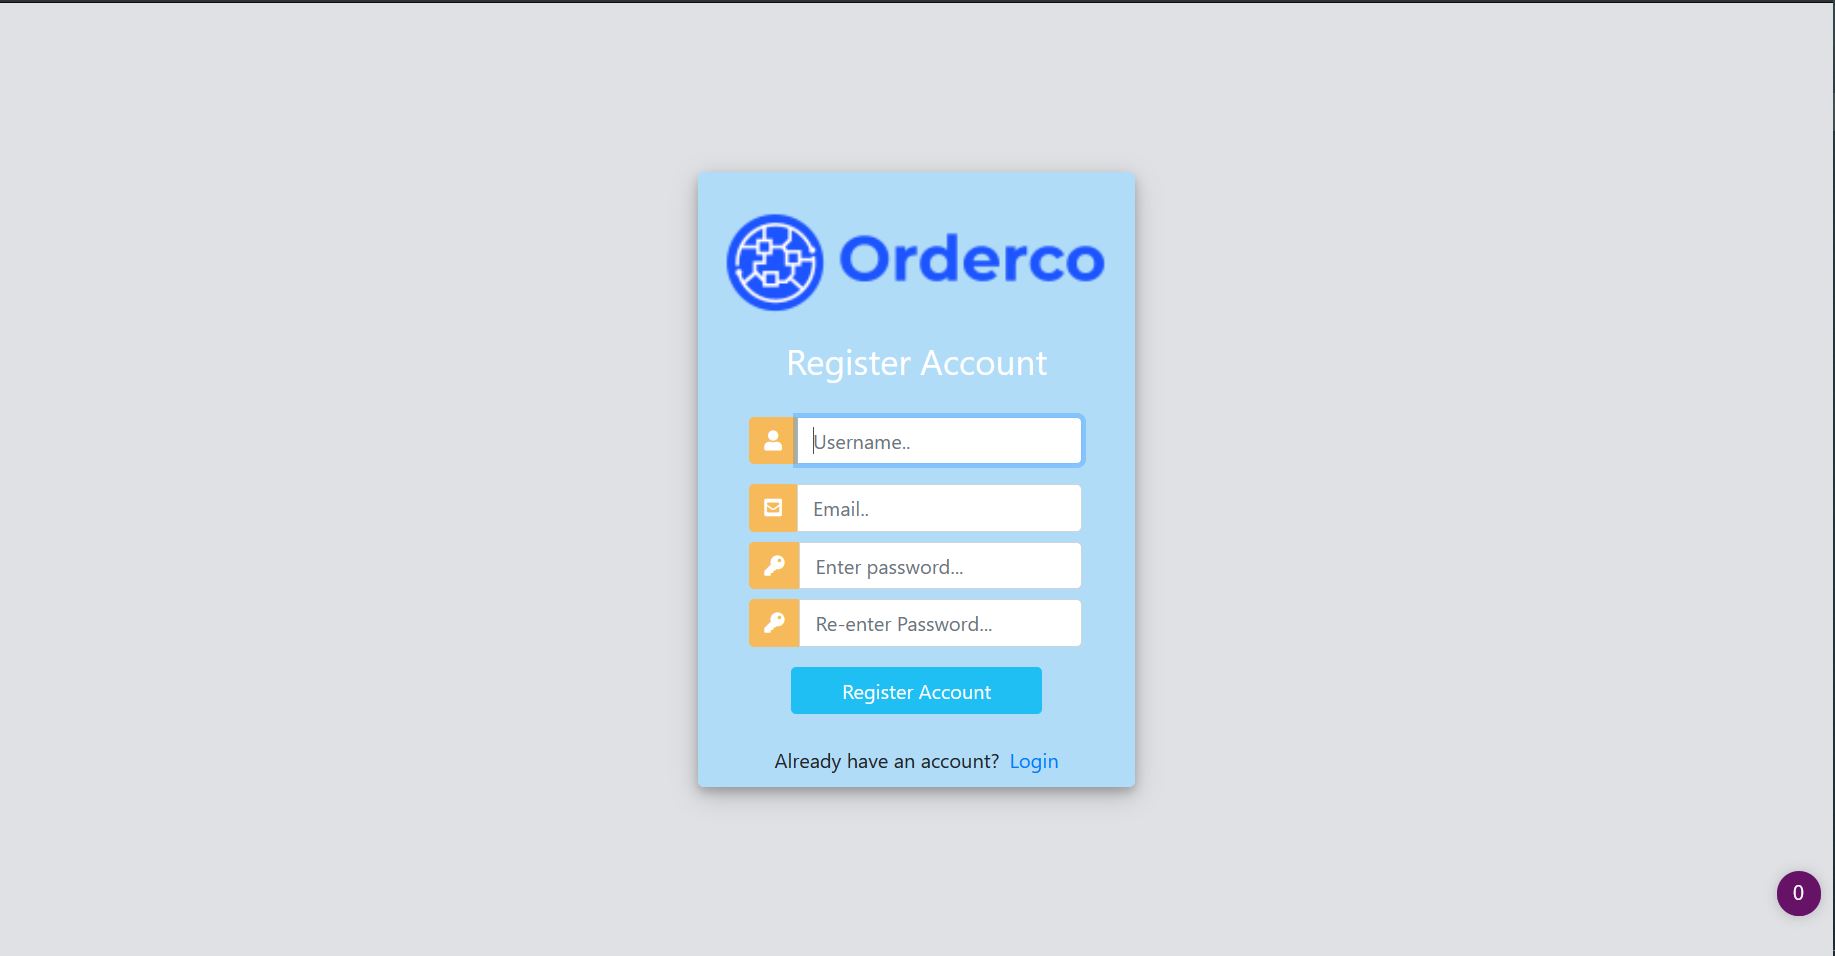 Orderco
Register Account
Username..
Email..
Enter password...
Re-enter Password...
Register Account
Already have an account? Login
0